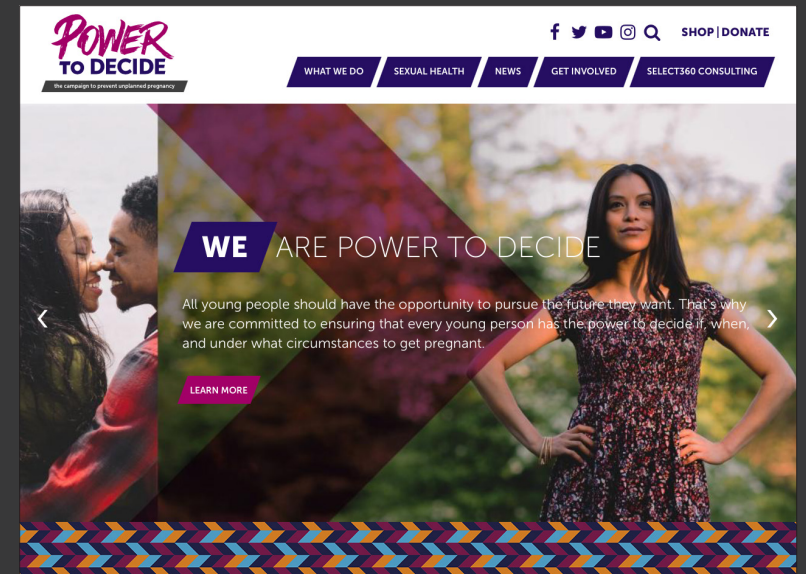 POWER
TO DECIDE
the campaign to prevent unplanned pregnancy
SHOP | DONATE
WHAT WE DO
SEXUAL HEALTH
NEWS
GET INVOLVED
SELECT360 CONSULTING
WE ARE POWER TO DECIDE
All young people should have the opportunity to pursue the future they want. That's why
we are committed to ensuring that every young person has the power to decide if, when,
and under what circumstances to get pregnant.
LEARN MORE